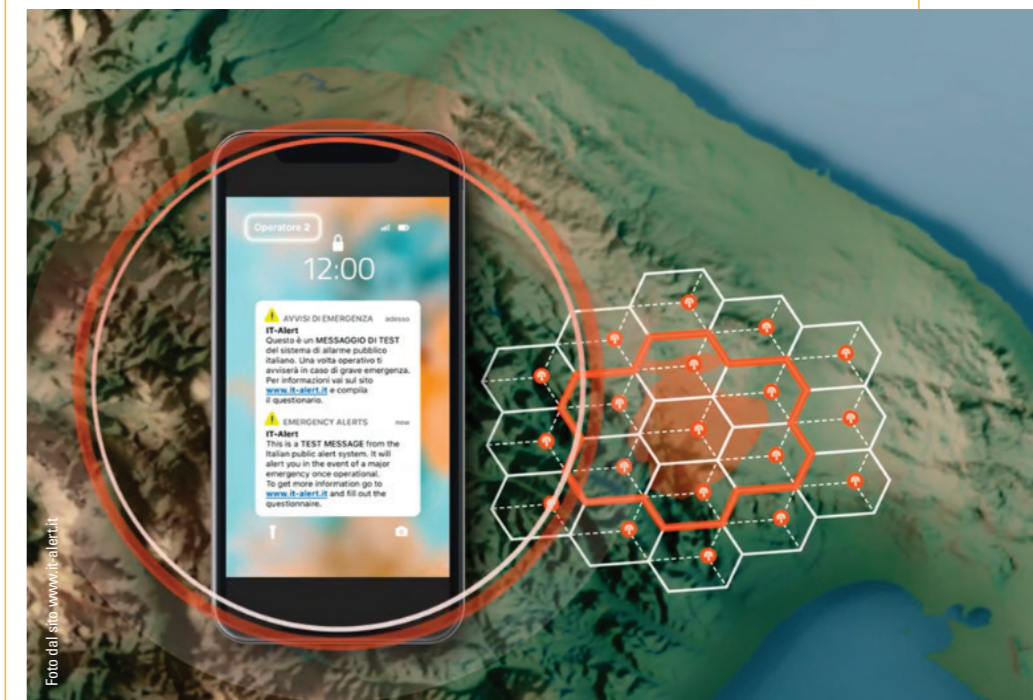 Operatore 2
12:00
AVVISI DI EMERGENZA adesso
IT-Alert
Questo è un MESSAGGIO DI TEST
del sistema di allarme pubblico
italiano. Una volta operativo ti
avviserà in caso di grave emergenza.
Per informazioni vai sul sito
www.it-alert.it e compila
il questionario.
EMERGENCY ALERTS now
IT-Alert
This is a TEST MESSAGE from the
Italian public alert system. It will
alert you in the event of a major
emergency once operational.
To get more information go to
www.it-alert.it and fill out the
questionnaire.
Foto dal sito www.it-alert.it